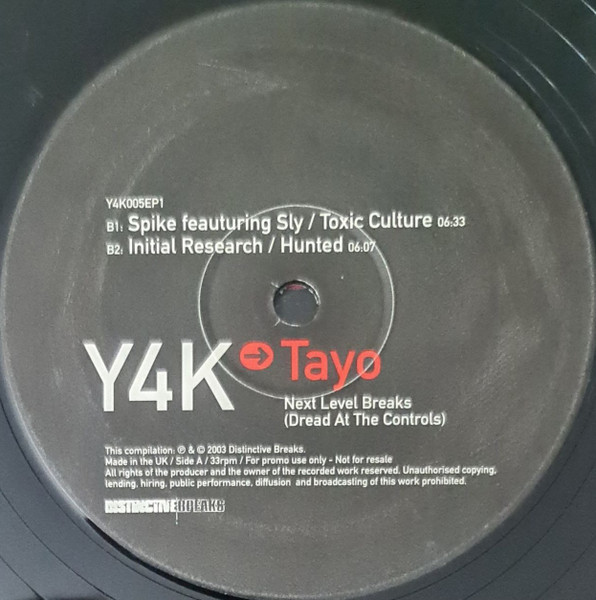 Y4K005EP1
B1: Spike feauturing Sly / Toxic Culture 06:33
B2: Initial Research / Hunted 06:07
Y4K Tayo
Next Level Breaks
(Dread At The Controls)
This compilation: ℗ & © 2003 Distinctive Breaks.
Made in the UK / Side A / 33rpm / For promo use only - Not for resale
All rights of the producer and the owner of the recorded work reserved. Unauthorised copying,
lending, hiring, public performance, diffusion and broadcasting of this work prohibited.
DISTINCTIVE BREAKS